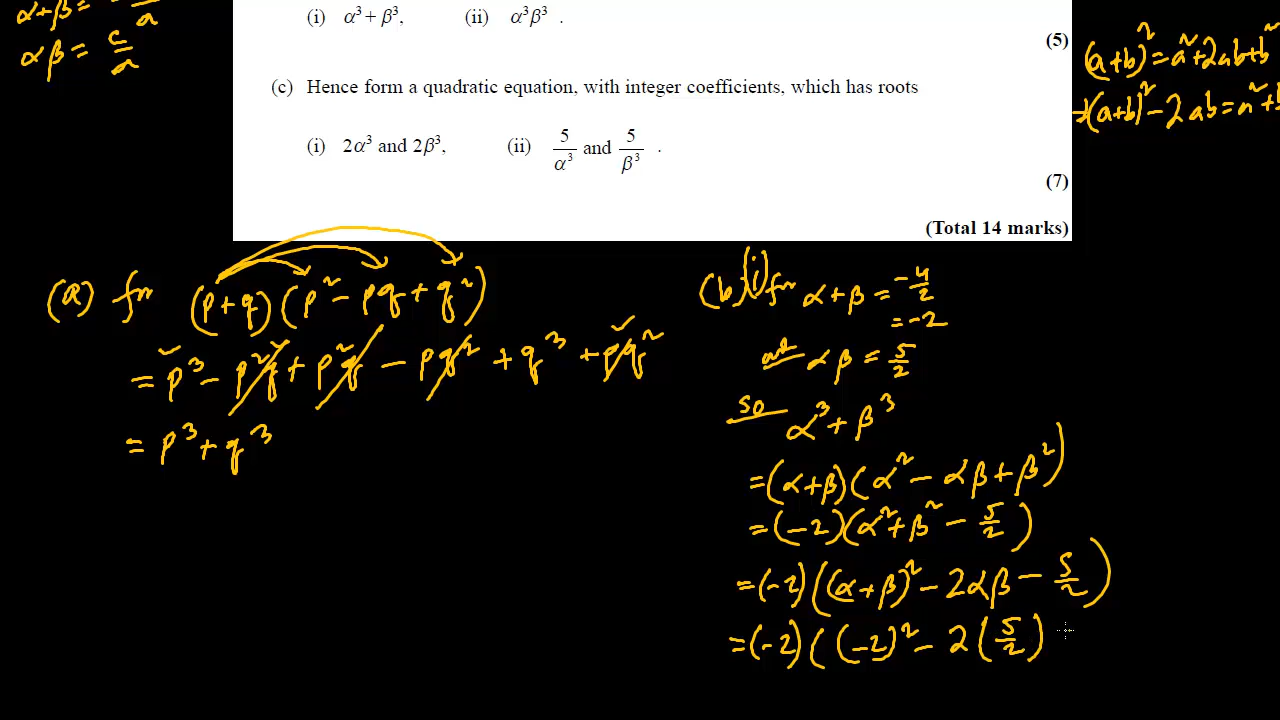 α+β =
a
αβ = c/a
(i) α³ + β³, (ii) α³β³ .
(5)
(c) Hence form a quadratic equation, with integer coefficients, which has roots
(i) 2α³ and 2β³, (ii) 5/α³ and 5/β³ .
(7)
(Total 14 marks)
(a+b)² = a²+2ab+b²
(a+b)² - 2ab = a²+b
(a) for (p+q)(p² - pq + q²)
= p³ - p²q + p²q - pq² + q³ + pq²
= p³ + q³
(b)(i) for α+β = -4/2
= -2
and αβ = 5/2
so α³ + β³
= (α+β)(α² - αβ + β²)
= (-2)(α²+β² - 5/2)
= (-2)((α+β)² - 2αβ - 5/2)
= (-2)((-2)² - 2(5/2)